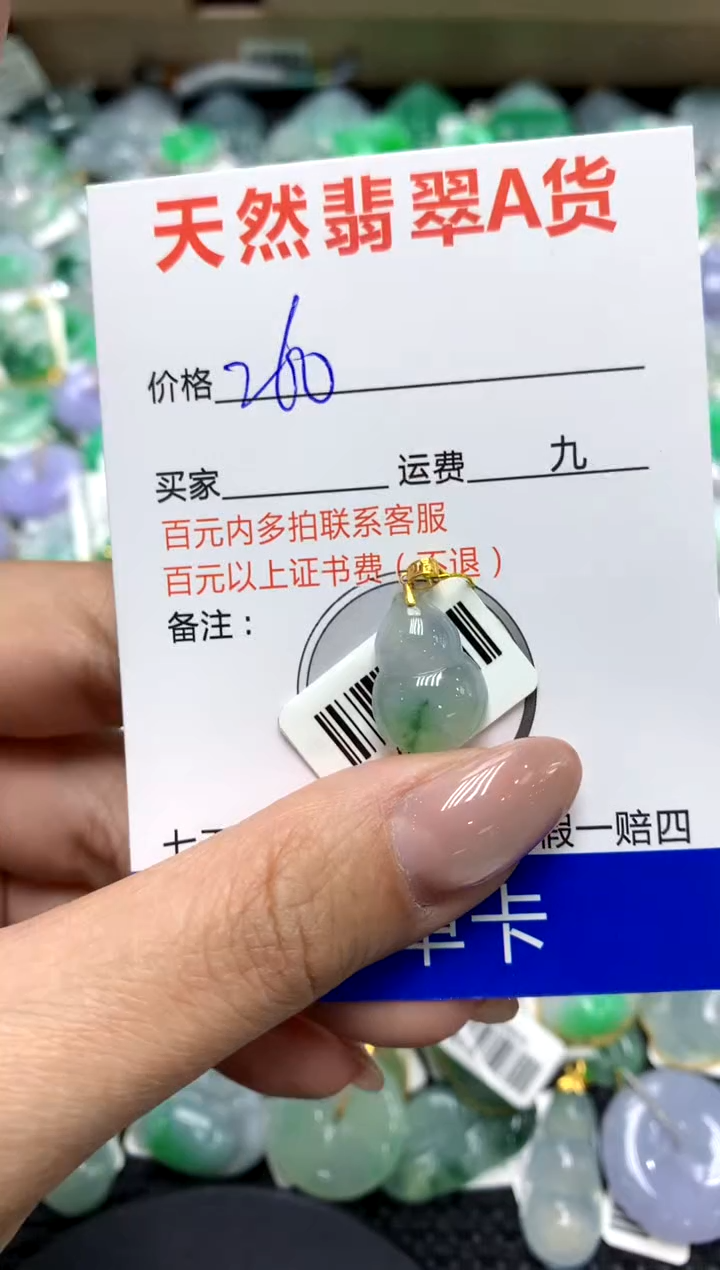 天然翡翠A货
价格 260
买家 运费 九
百元内多拍联系客服
百元以上证书费(不退)
备注:
七天 假一赔四
卡